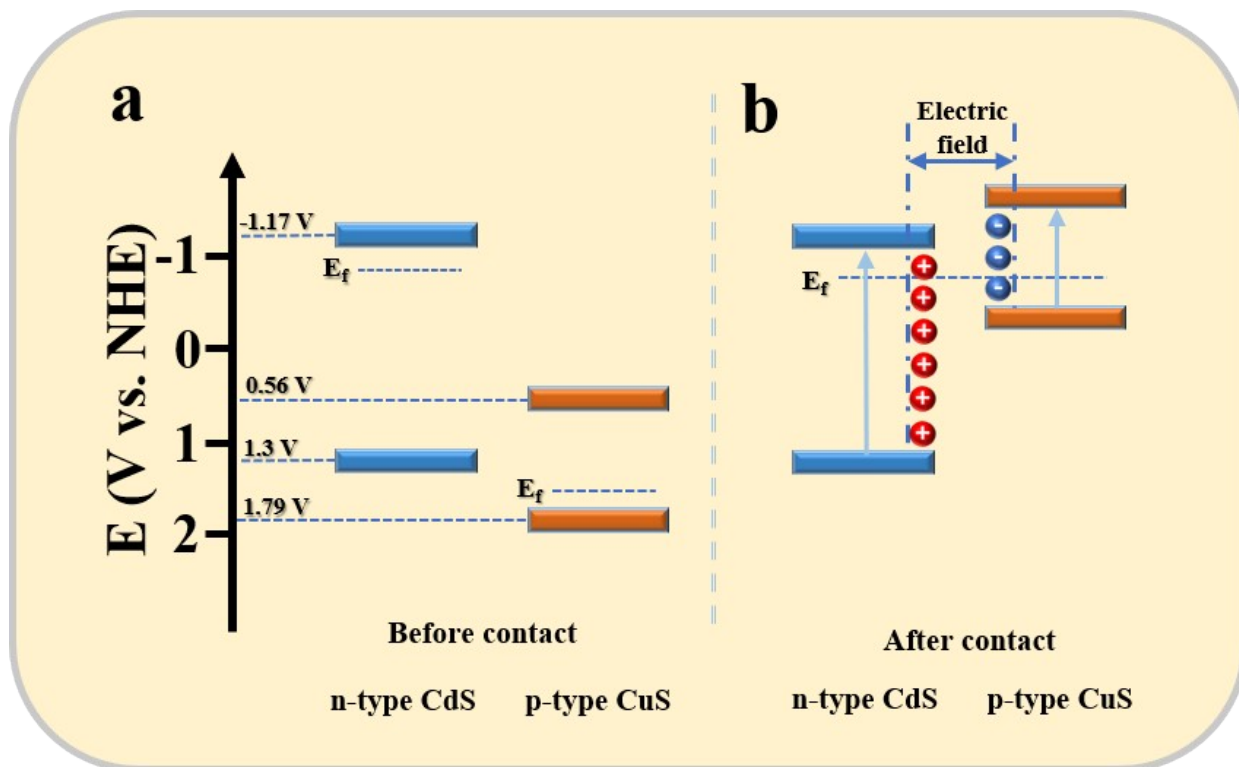 a
b
Electric
field
E (V vs. NHE)
-1
0
1
2
-1.17 V
Ef
0.56 V
1.3 V
Ef
1.79 V
Ef
+
+
+
+
+
+
-
-
-
Before contact
After contact
n-type CdS
p-type CuS
n-type CdS
p-type CuS